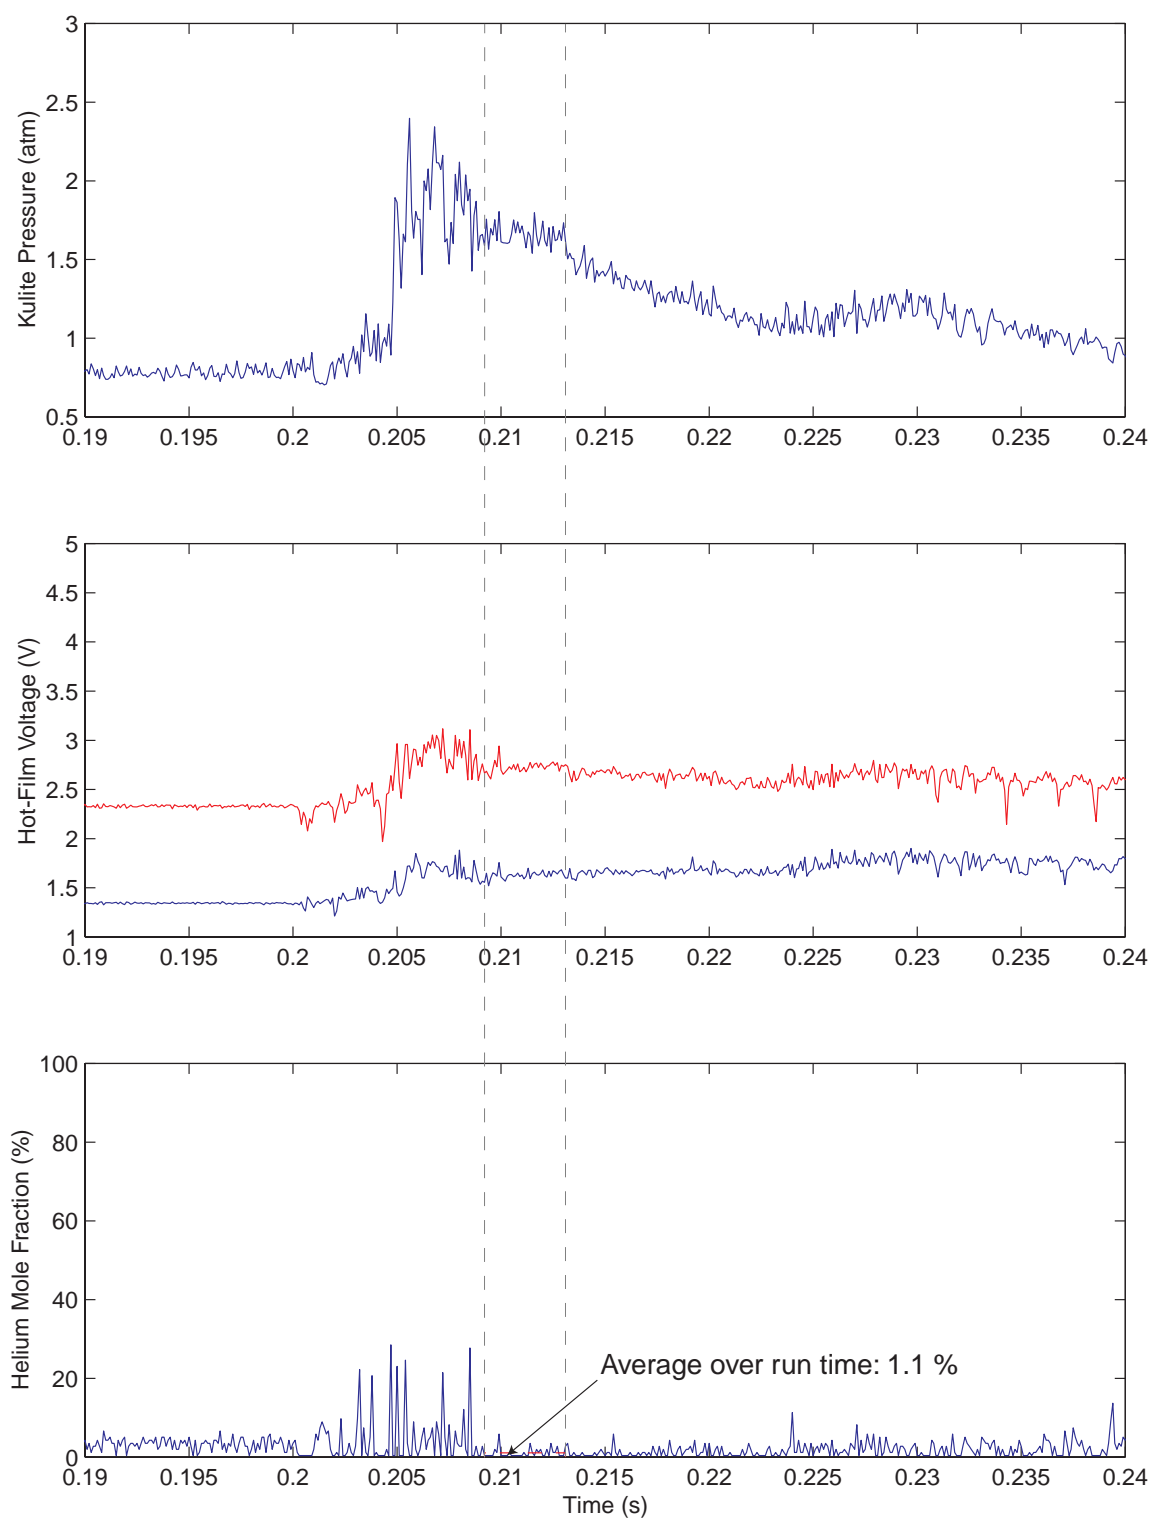 3
2.5
2
1.5
1
0.5
Kulite Pressure (atm)
0.19 0.195 0.2 0.205 0.21 0.215 0.22 0.225 0.23 0.235 0.24
5
4.5
4
3.5
3
2.5
2
1.5
1
Hot-Film Voltage (V)
0.19 0.195 0.2 0.205 0.21 0.215 0.22 0.225 0.23 0.235 0.24
100
80
60
40
20
0
Helium Mole Fraction (%)
Average over run time: 1.1 %
0.19 0.195 0.2 0.205 0.21 0.215 0.22 0.225 0.23 0.235 0.24
Time (s)